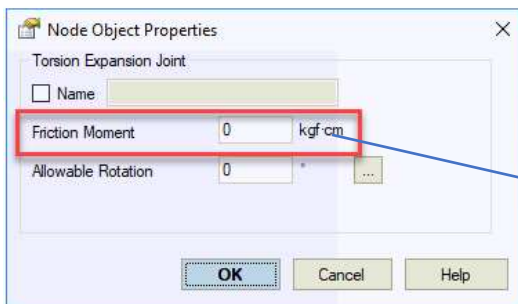 Node Object Properties
Torsion Expansion Joint
Name
Friction Moment 0 kgf·cm
Allowable Rotation 0 ° ...
OK Cancel Help